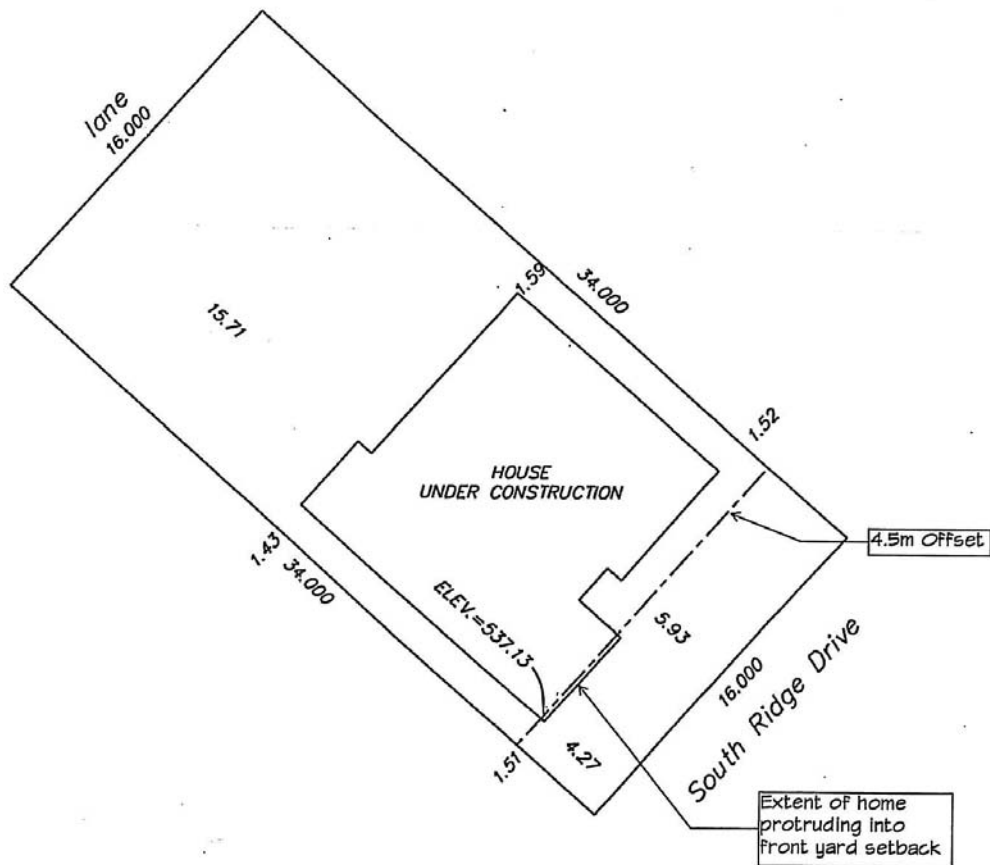 lane
16.000
1.59
34.000
15.71
1.52
HOUSE
UNDER CONSTRUCTION
4.5m Offset
1.43
34.000
ELEV.=537.13
5.93
16.000
South Ridge Drive
4.27
1.51
Extent of home
protruding into
front yard setback